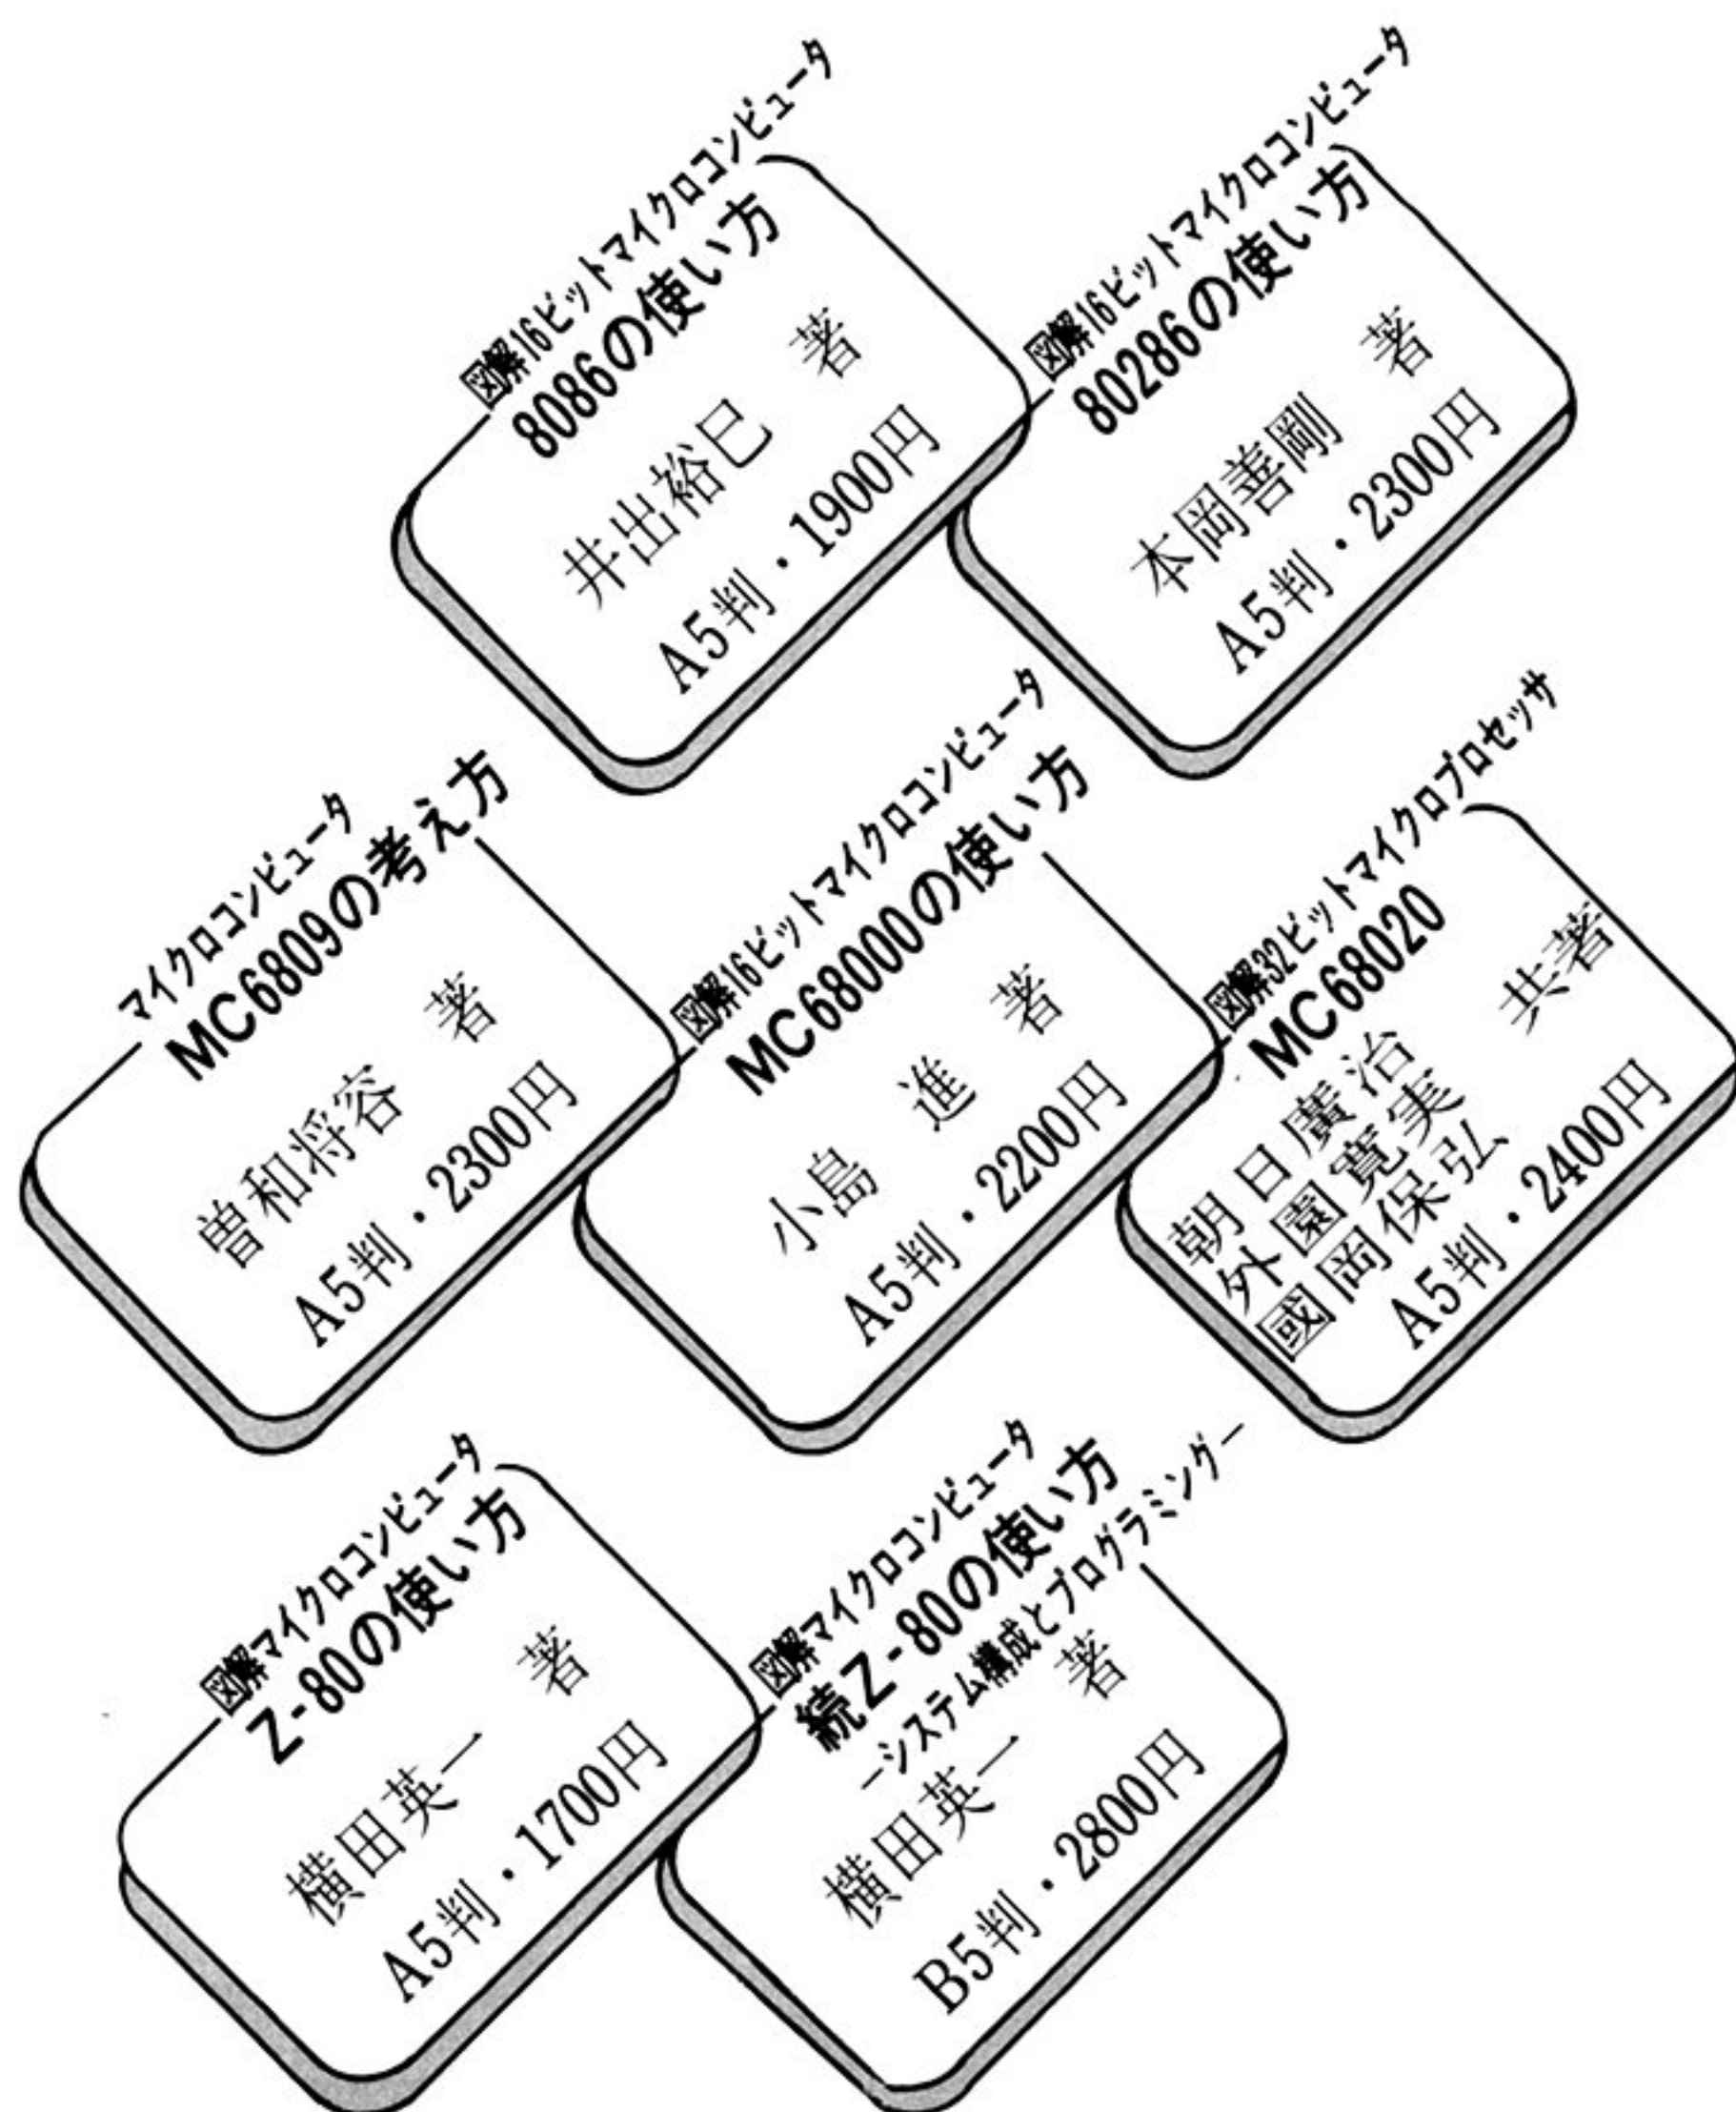 図解16ビットマイクロコンピュータ
8086の使い方
井出裕巳 著
A5判・1900円
図解16ビットマイクロコンピュータ
80286の使い方
本岡善剛 著
A5判・2300円
マイクロコンピュータ
MC6809の考え方
曽和将容 著
A5判・2300円
図解16ビットマイクロコンピュータ
MC68000の使い方
小島 進 著
A5判・2200円
図解32ビットマイクロプロセッサ
MC68020
朝日廣治
外園寛実 共著
國岡保弘
A5判・2400円
図解マイクロコンピュータ
Z-80の使い方
横田英一 著
A5判・1700円
図解マイクロコンピュータ
続Z-80の使い方
－システム構成とプログラミング－
横田英一 著
B5判・2800円